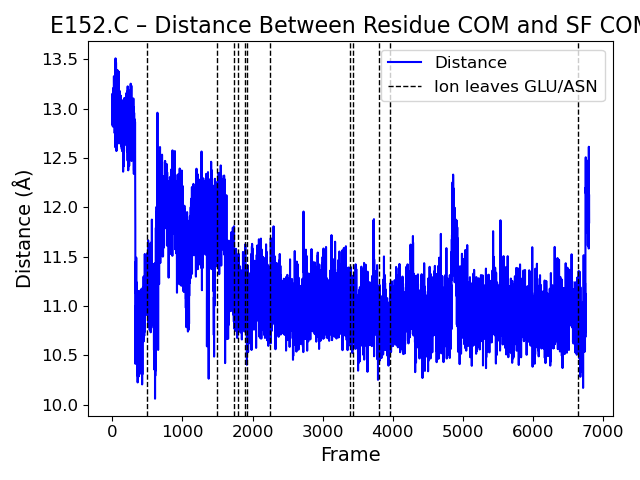 E152.C – Distance Between Residue COM and SF COM
Distance
Ion leaves GLU/ASN
13.5
13.0
12.5
12.0
11.5
11.0
10.5
10.0
Distance (Å)
0 1000 2000 3000 4000 5000 6000 7000
Frame